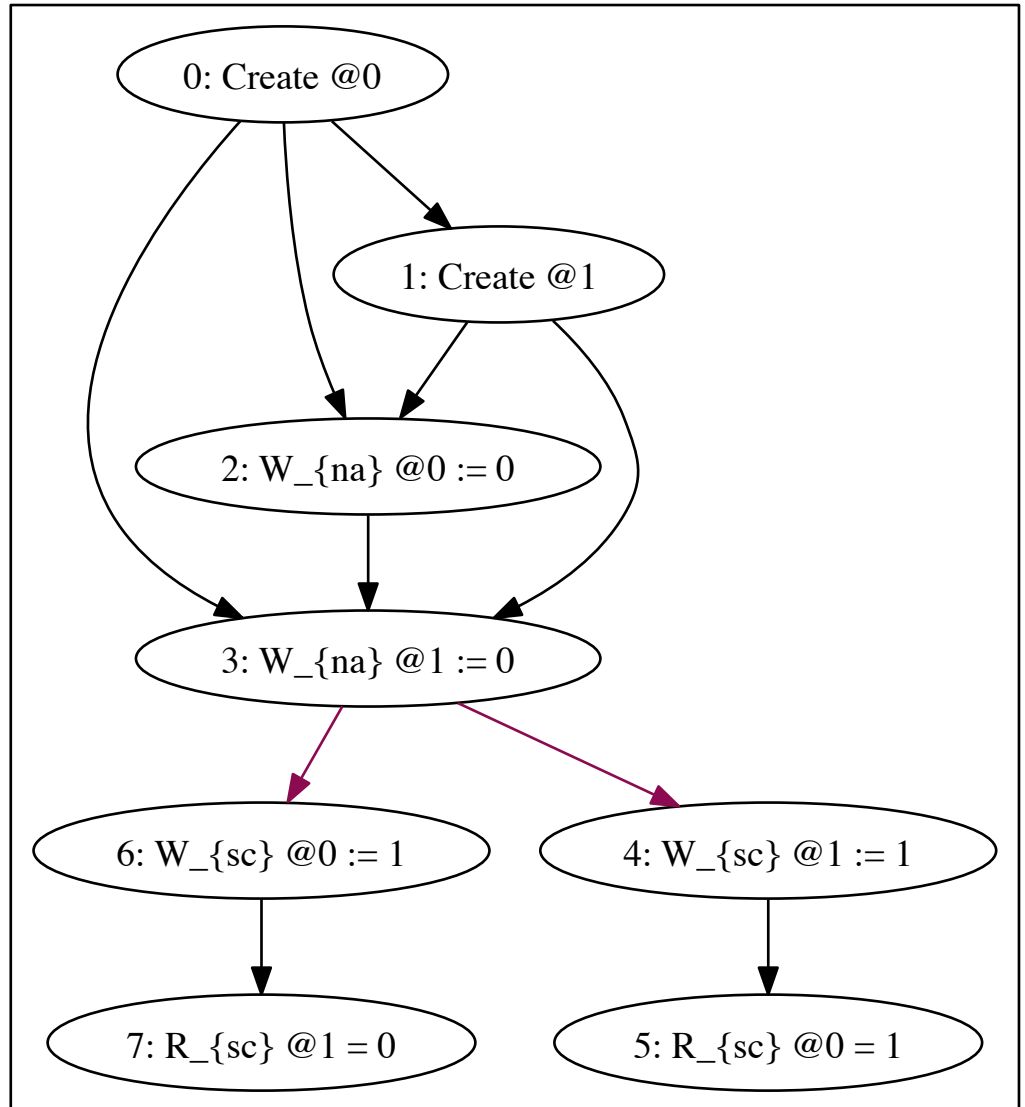 0: Create @0
1: Create @1
2: W_{na} @0 := 0
3: W_{na} @1 := 0
6: W_{sc} @0 := 1
4: W_{sc} @1 := 1
7: R_{sc} @1 = 0
5: R_{sc} @0 = 1